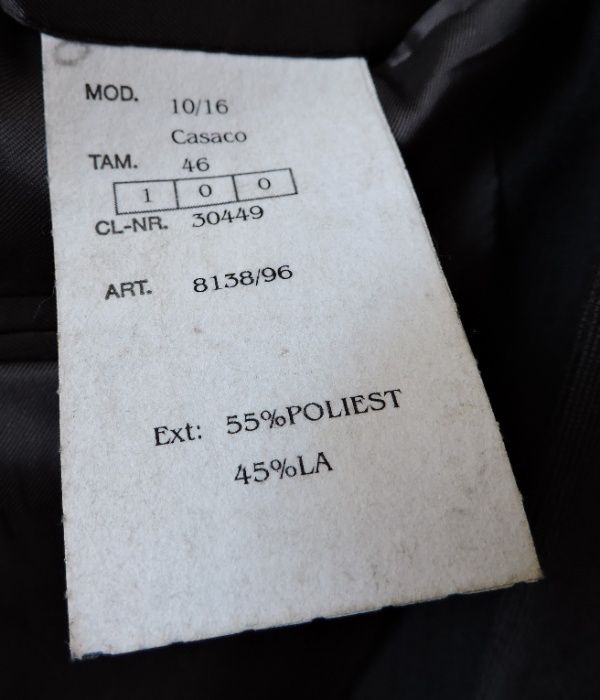 MOD. 10/16
Casaco
TAM. 46
1 0 0
CL-NR. 30449
ART. 8138/96
Ext: 55%POLIEST
45%LA